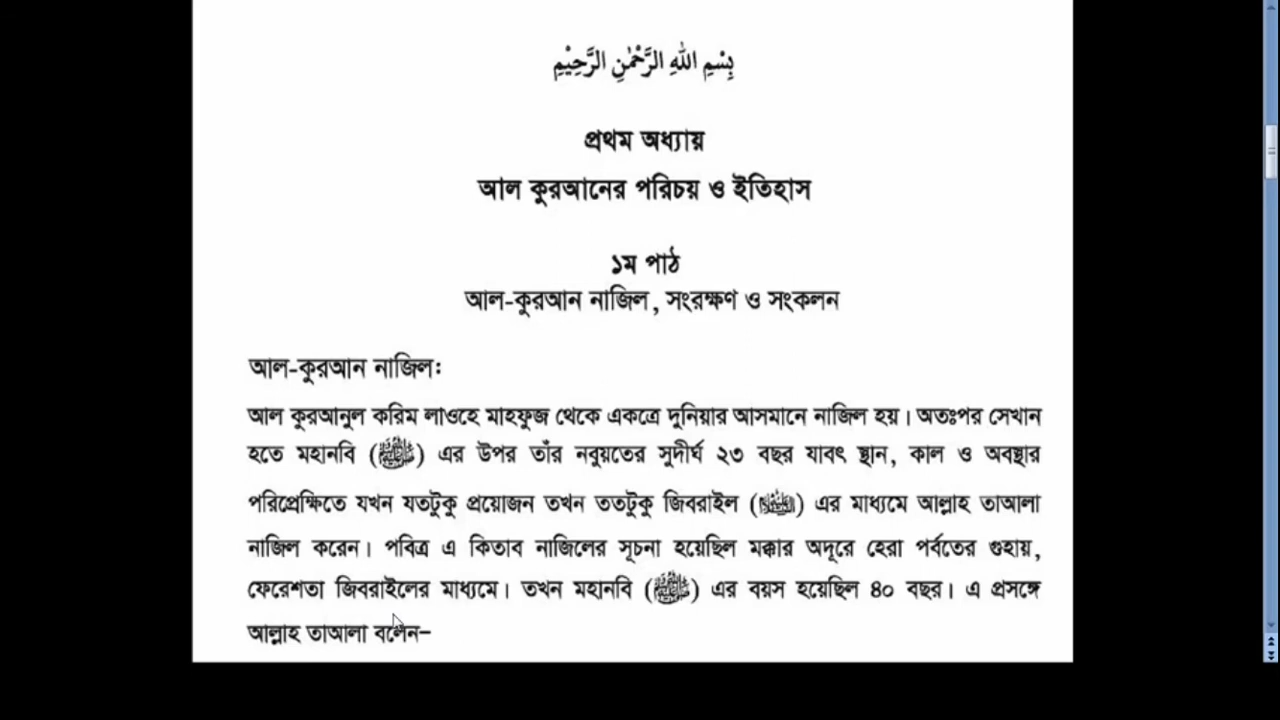 بِسْمِ اللهِ الرَّحْمٰنِ الرَّحِيْمِ
প্রথম অধ্যায়
আল কুরআনের পরিচয় ও ইতিহাস
১ম পাঠ
আল-কুরআন নাজিল, সংরক্ষণ ও সংকলন
আল-কুরআন নাজিল:
আল কুরআনুল করিম লাওহে মাহফুজ থেকে একত্রে দুনিয়ার আসমানে নাজিল হয়। অতঃপর সেখান
হতে মহানবি (ﷺ) এর উপর তাঁর নবুয়তের সুদীর্ঘ ২৩ বছর যাবৎ স্থান, কাল ও অবস্থার
পরিপ্রেক্ষিতে যখন যতটুকু প্রয়োজন তখন ততটুকু জিবরাইল () এর মাধ্যমে আল্লাহ তাআলা
নাজিল করেন। পবিত্র এ কিতাব নাজিলের সূচনা হয়েছিল মক্কার অদূরে হেরা পর্বতের গুহায়,
ফেরেশতা জিবরাইলের মাধ্যমে। তখন মহানবি (ﷺ) এর বয়স হয়েছিল ৪০ বছর। এ প্রসঙ্গে
আল্লাহ তাআলা বলেন-